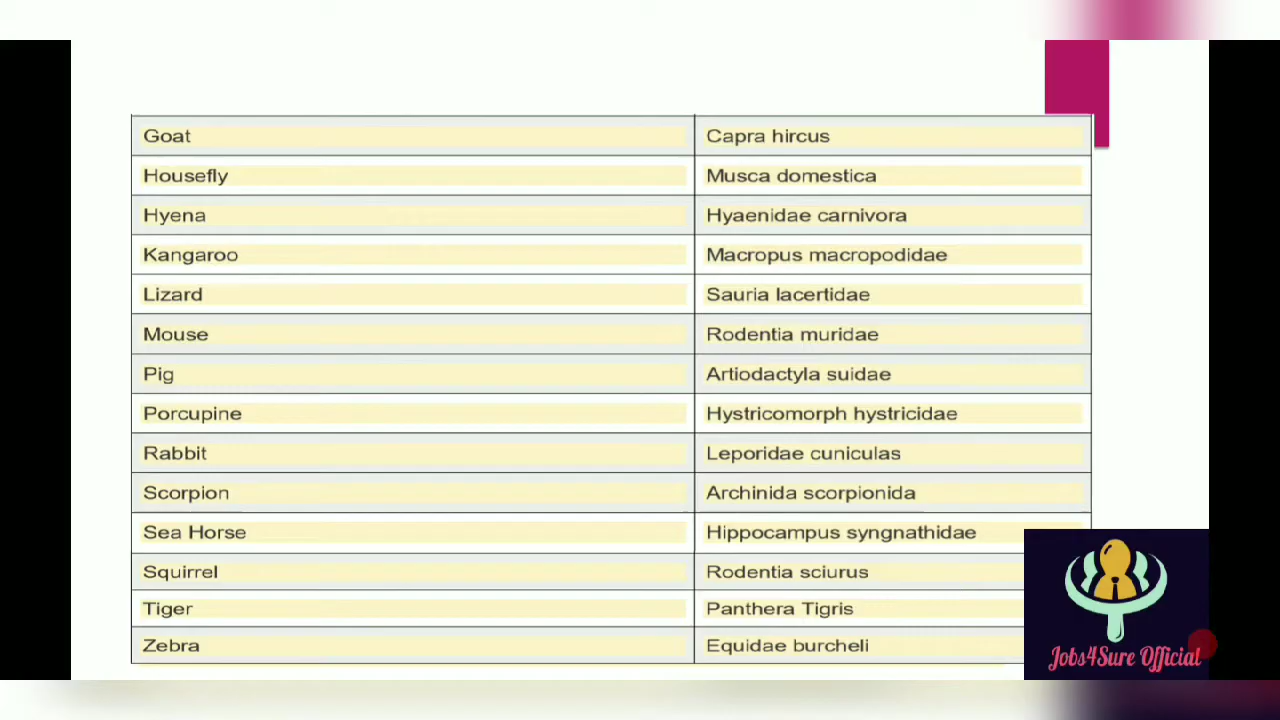 Goat Capra hircus
Housefly Musca domestica
Hyena Hyaenidae carnivora
Kangaroo Macropus macropodidae
Lizard Sauria lacertidae
Mouse Rodentia muridae
Pig Artiodactyla suidae
Porcupine Hystricomorph hystricidae
Rabbit Leporidae cuniculas
Scorpion Archinida scorpionida
Sea Horse Hippocampus syngnathidae
Squirrel Rodentia sciurus
Tiger Panthera Tigris
Zebra Equidae burcheli
Jobs4Sure Official